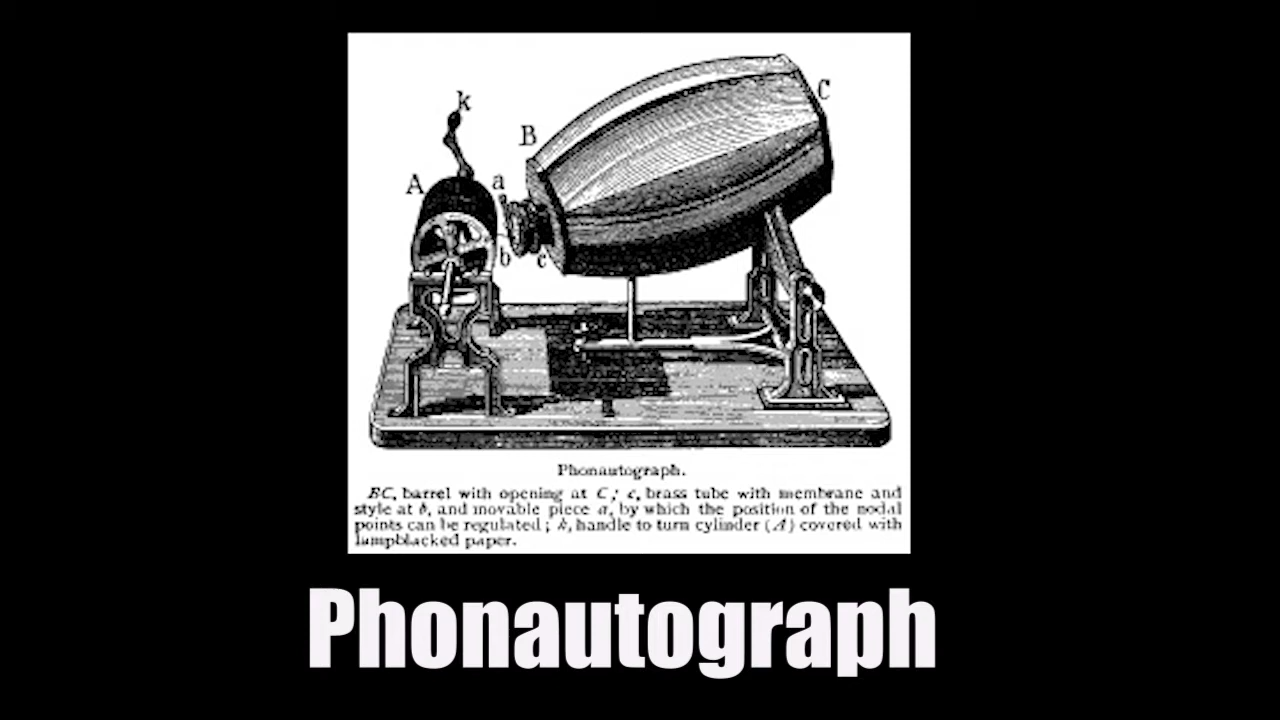 k
C
B
A
a
b
c
Phonautograph.
BC, barrel with opening at C; c, brass tube with membrane and
style at b, and movable piece a, by which the position of the nodal
points can be regulated; k, handle to turn cylinder (A) covered with
lampblacked paper.
Phonautograph